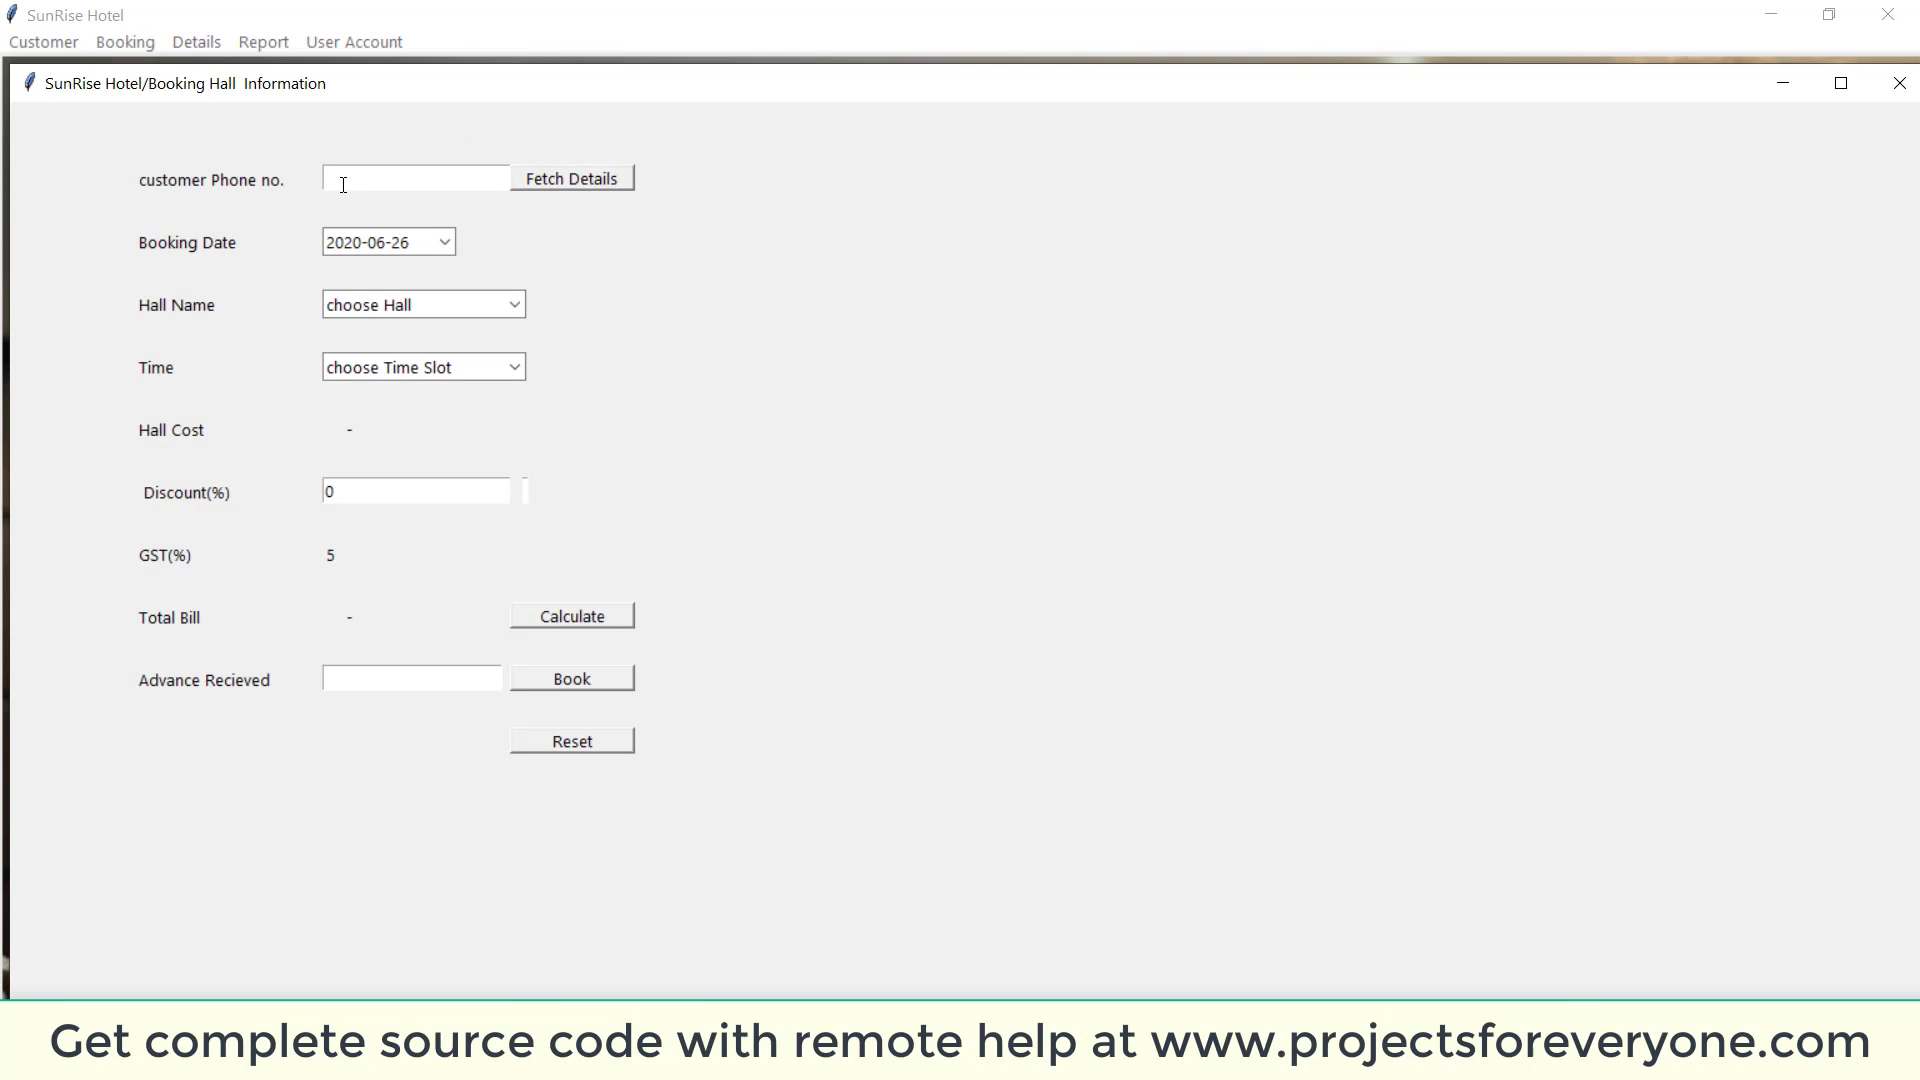 SunRise Hotel
Customer Booking Details Report User Account
SunRise Hotel/Booking Hall Information
customer Phone no. Fetch Details
Booking Date 2020-06-26
Hall Name choose Hall
Time choose Time Slot
Hall Cost -
Discount(%) 0
GST(%) 5
Total Bill - Calculate
Advance Recieved Book
Reset
Get complete source code with remote help at www.projectsforeveryone.com